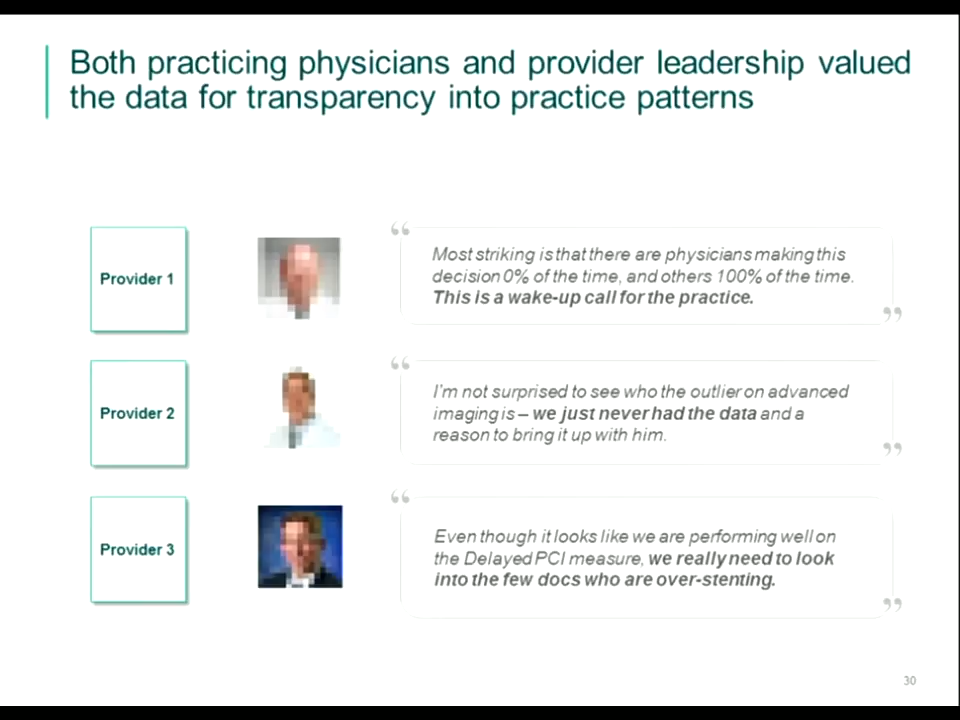 Both practicing physicians and provider leadership valued
the data for transparency into practice patterns
Provider 1
“
Most striking is that there are physicians making this
decision 0% of the time, and others 100% of the time.
This is a wake-up call for the practice.
”
Provider 2
“
I'm not surprised to see who the outlier on advanced
imaging is – we just never had the data and a
reason to bring it up with him.
”
Provider 3
“
Even though it looks like we are performing well on
the Delayed PCI measure, we really need to look
into the few docs who are over-stenting.
”
30